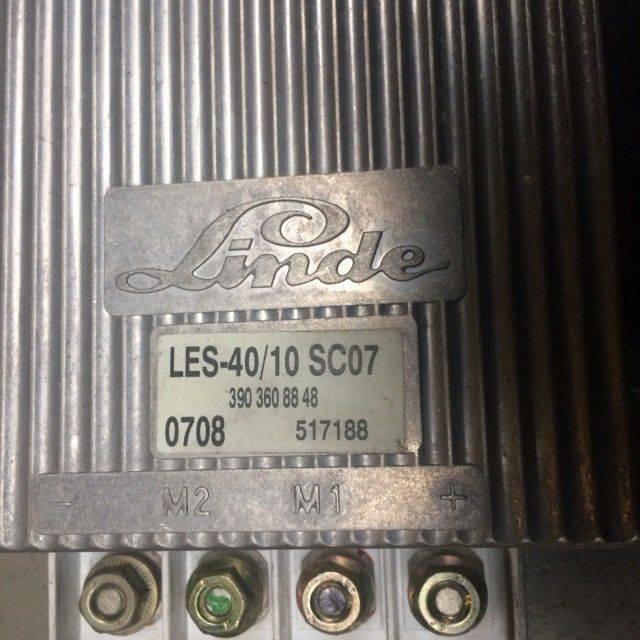 Linde
LES-40/10 SC07
390 360 88 48
0708 517188
- M2 M1 +